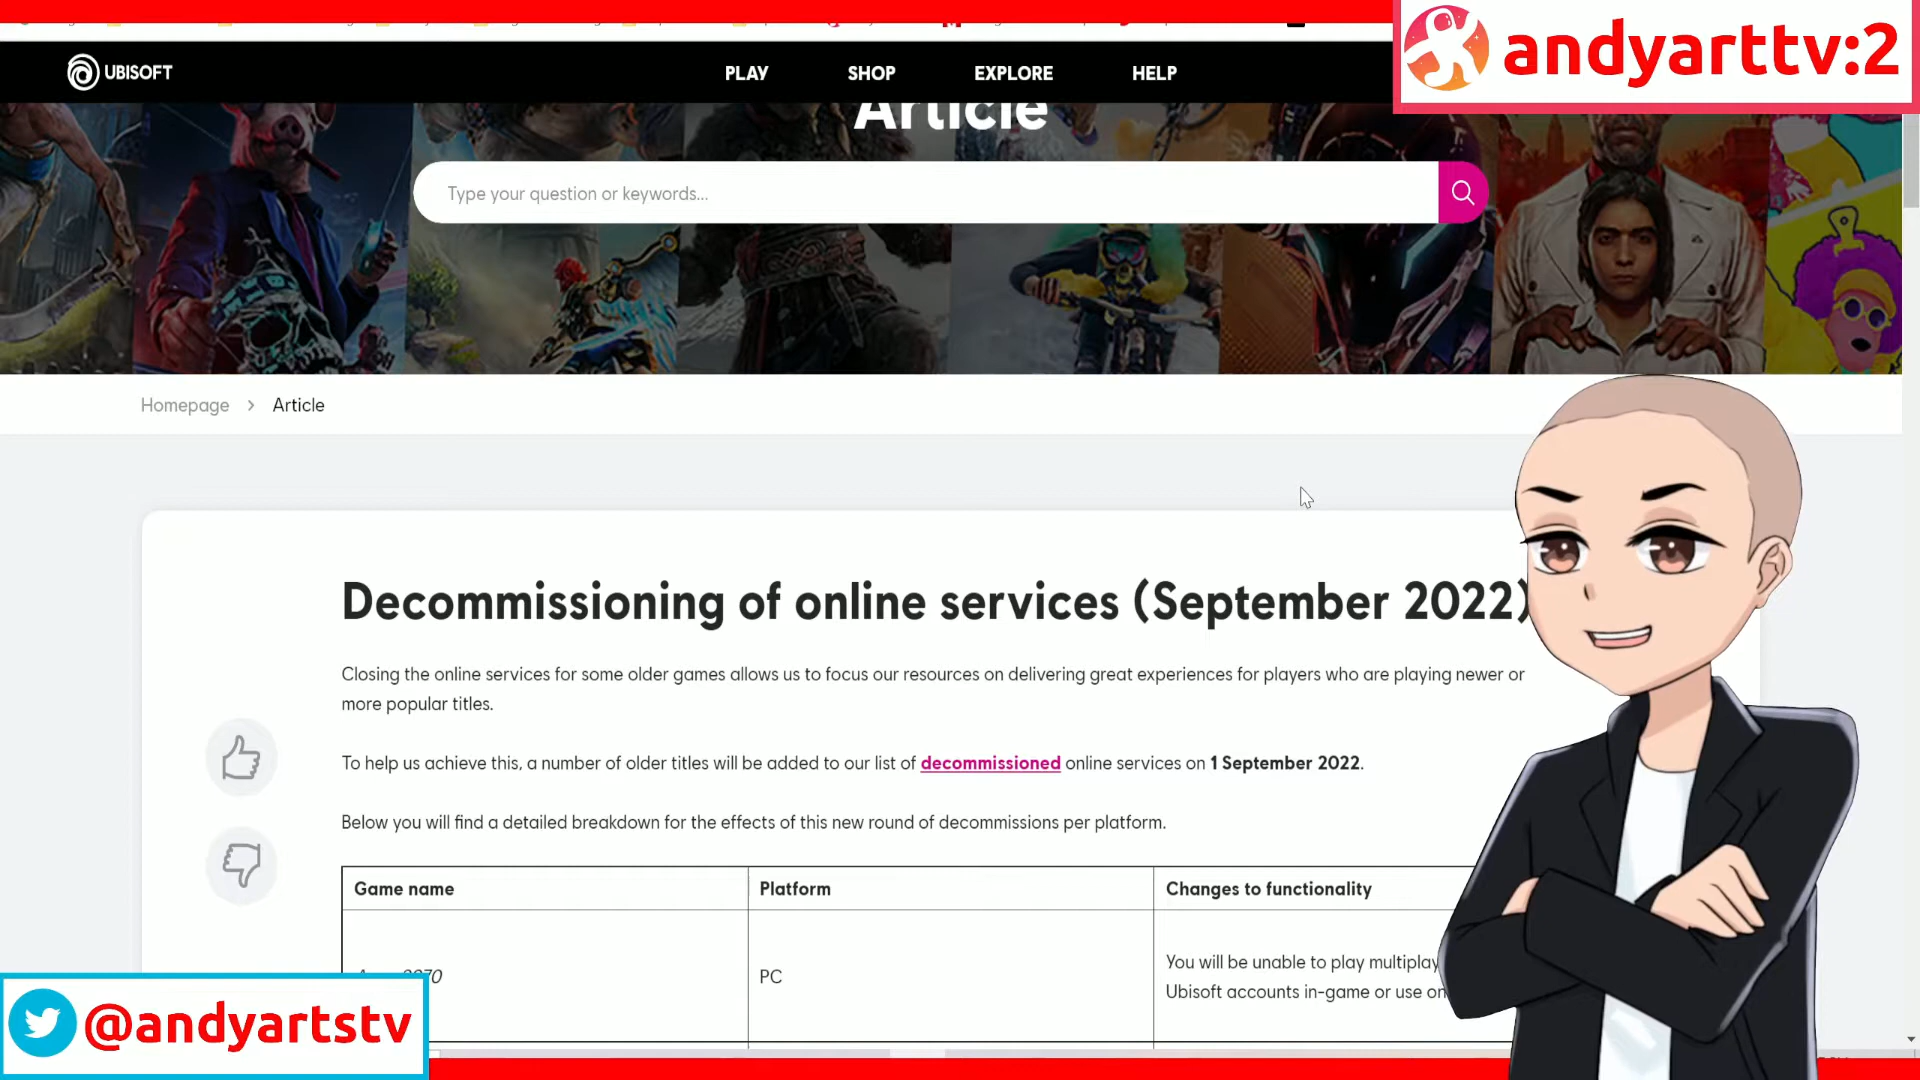 UBISOFT
PLAY
SHOP
EXPLORE
HELP
andyarttv:2
Article
Type your question or keywords...
Homepage > Article
Decommissioning of online services (September 2022)
Closing the online services for some older games allows us to focus our resources on delivering great experiences for players who are playing newer or
more popular titles.
To help us achieve this, a number of older titles will be added to our list of decommissioned online services on 1 September 2022.
Below you will find a detailed breakdown for the effects of this new round of decommissions per platform.
Game name
Platform
Changes to functionality
PC
You will be unable to play
Ubisoft accounts in-game or use
@andyartstv